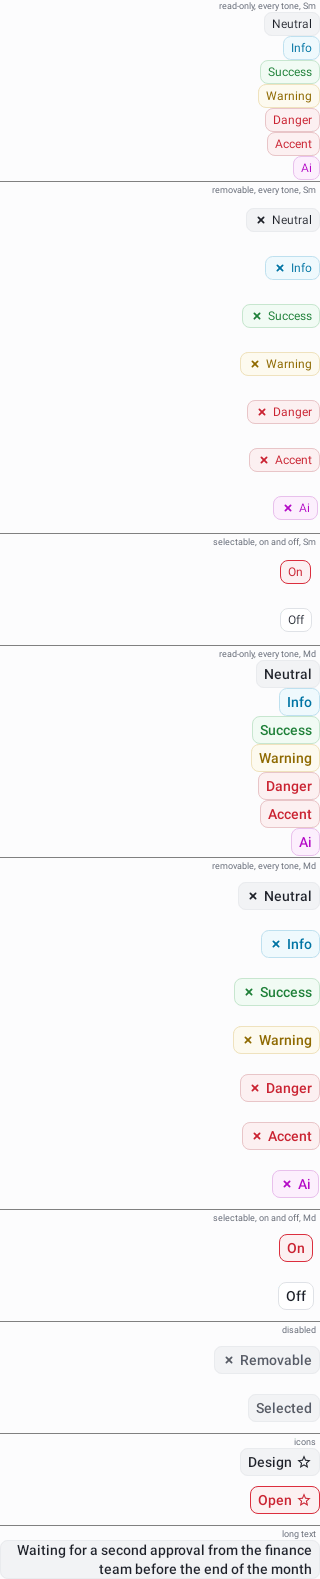 read-only, every tone, Sm
Neutral
Info
Success
Warning
Danger
Accent
Ai
removable, every tone, Sm
× Neutral
× Info
× Success
× Warning
× Danger
× Accent
× Ai
selectable, on and off, Sm
On
Off
read-only, every tone, Md
Neutral
Info
Success
Warning
Danger
Accent
Ai
removable, every tone, Md
× Neutral
× Info
× Success
× Warning
× Danger
× Accent
× Ai
selectable, on and off, Md
On
Off
disabled
× Removable
Selected
icons
Design
Open
long text
Waiting for a second approval from the finance
team before the end of the month